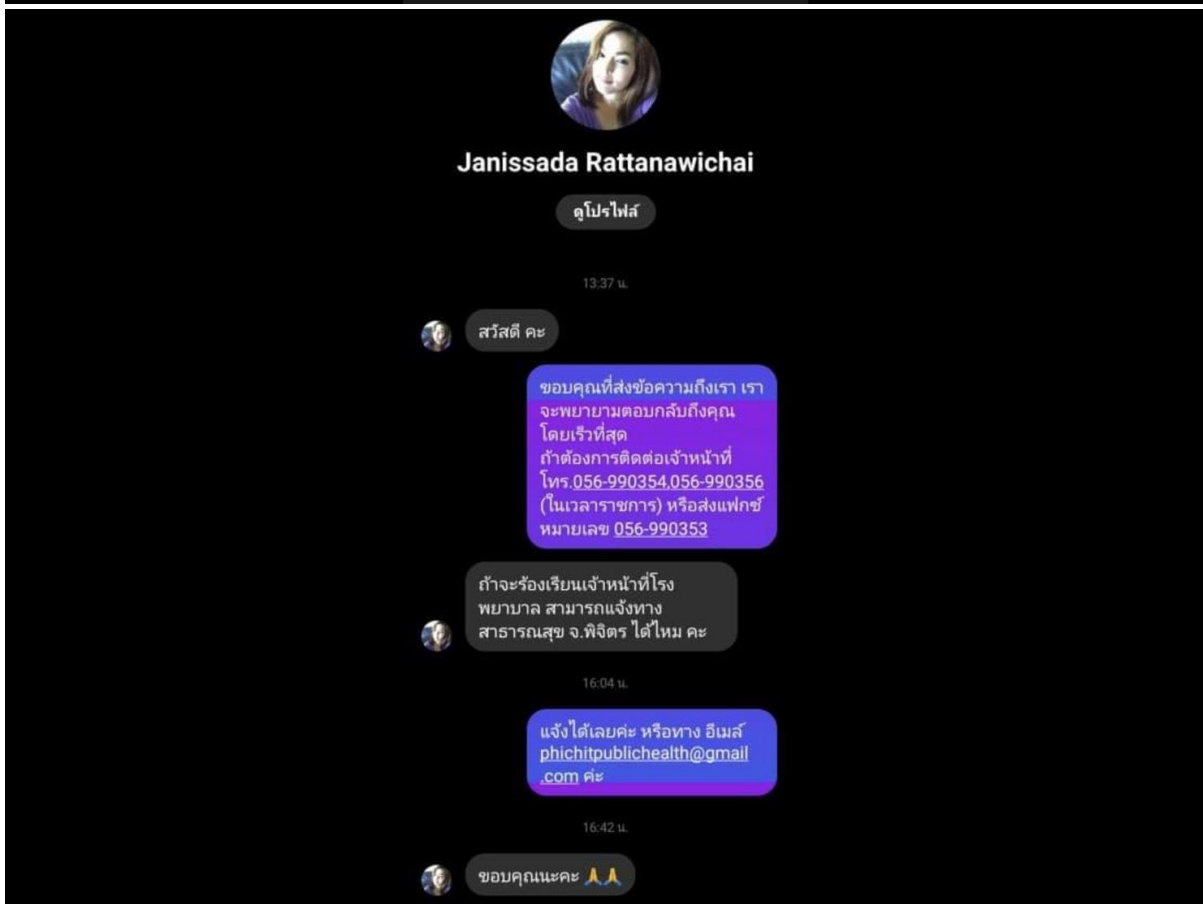 Janissada Rattanawichai
ดูโปรไฟล์
13:37 น.
สวัสดี คะ
ขอบคุณที่ส่งข้อความถึงเรา เรา
จะพยายามตอบกลับถึงคุณ
โดยเร็วที่สุด
ถ้าต้องการติดต่อเจ้าหน้าที่
โทร.056-990354,056-990356
(ในเวลาราชการ) หรือส่งแฟกซ์
หมายเลข 056-990353
ถ้าจะร้องเรียนเจ้าหน้าที่โรง
พยาบาล สามารถแจ้งทาง
สาธารณสุข จ.พิจิตร ได้ไหม คะ
16:04 น.
แจ้งได้เลยค่ะ หรือทาง อีเมล์
phichitpublichealth@gmail
.com ค่ะ
16:42 น.
ขอบคุณนะคะ 🙏🙏